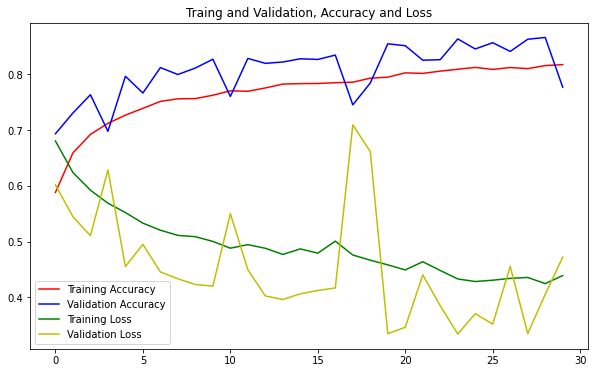 Traing and Validation, Accuracy and Loss
0.8
0.7
0.6
0.5
0.4
Training Accuracy
Validation Accuracy
Training Loss
Validation Loss
0 5 10 15 20 25 30